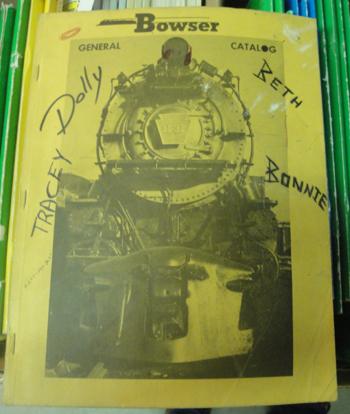 Bowser
GENERAL CATALOG
Dolly
BETH
TRACEY
BONNIE